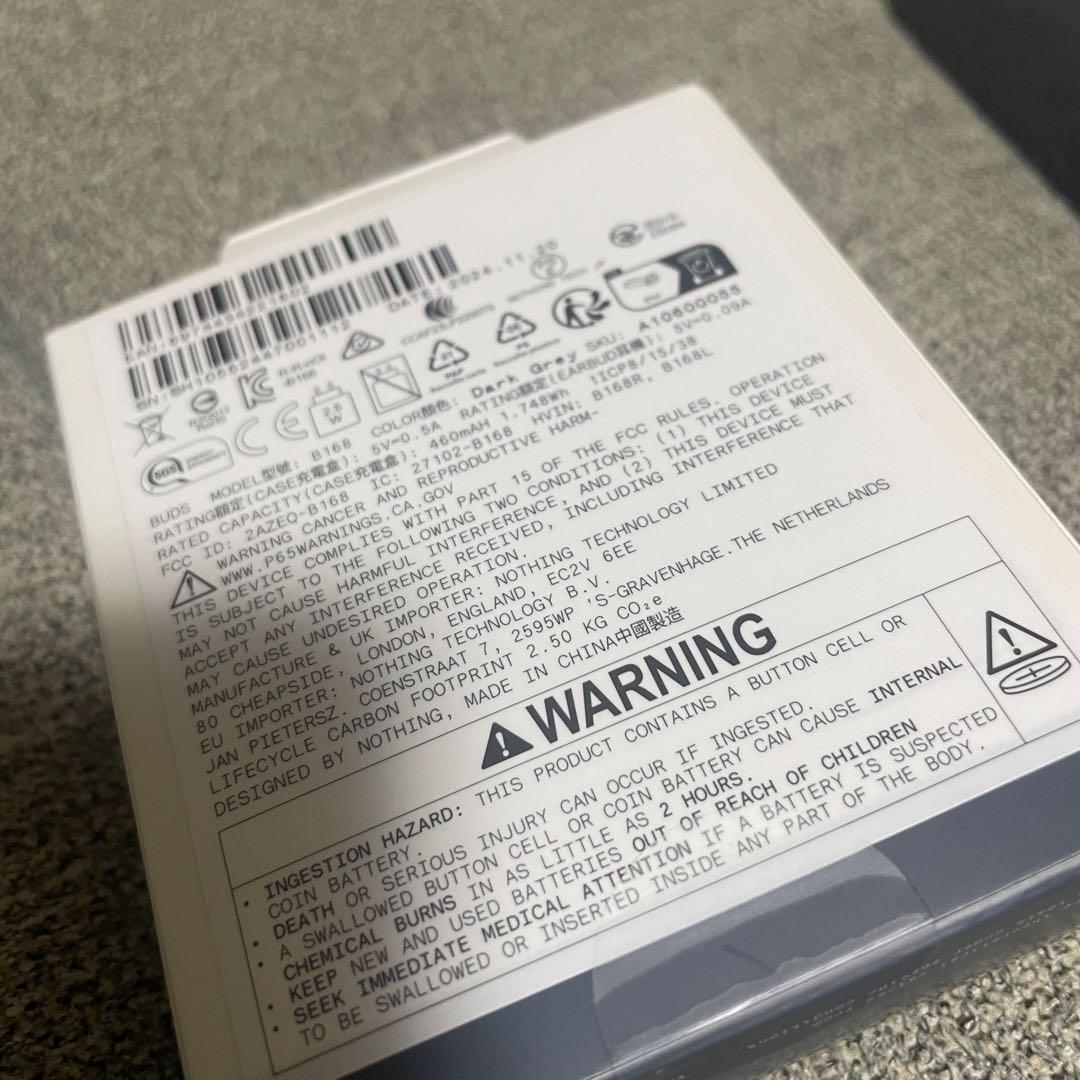 DATE: 2024.11.20
R-R-NOI
-B168
2.5
W
BUDS MODEL型號: B168 COLOR顏色: Dark Grey SKU: A10600055
RATING額定(CASE充電盒): 5V⎓0.5A RATING額定(EARBUD耳機): 5V⎓0.09A
RATED CAPACITY(CASE充電盒): 460mAH 1.748Wh 1ICP8/15/38
FCC ID: 2AZEQ-B168 IC: 27102-B168 HVIN: B168R, B168L
WARNING CANCER AND REPRODUCTIVE HARM-
WWW.P65WARNINGS.CA.GOV
THIS DEVICE COMPLIES WITH PART 15 OF THE FCC RULES. OPERATION
IS SUBJECT TO THE FOLLOWING TWO CONDITIONS: (1) THIS DEVICE
MAY NOT CAUSE HARMFUL INTERFERENCE, AND (2) THIS DEVICE MUST
ACCEPT ANY INTERFERENCE RECEIVED, INCLUDING INTERFERENCE THAT
MAY CAUSE UNDESIRED OPERATION.
MANUFACTURE & UK IMPORTER: NOTHING TECHNOLOGY LIMITED
80 CHEAPSIDE, LONDON, ENGLAND, EC2V 6EE
EU IMPORTER: NOTHING TECHNOLOGY B.V.
JAN PIETERSZ. COENSTRAAT 7, 2595WP 'S-GRAVENHAGE.THE NETHERLANDS
LIFECYCLE CARBON FOOTPRINT 2.50 KG CO₂e
DESIGNED BY NOTHING, MADE IN CHINA中國製造
WARNING
· INGESTION HAZARD: THIS PRODUCT CONTAINS A BUTTON CELL OR
COIN BATTERY.
· DEATH OR SERIOUS INJURY CAN OCCUR IF INGESTED.
· A SWALLOWED BUTTON CELL OR COIN BATTERY CAN CAUSE INTERNAL
CHEMICAL BURNS IN AS LITTLE AS 2 HOURS.
· KEEP NEW AND USED BATTERIES OUT OF REACH OF CHILDREN
· SEEK IMMEDIATE MEDICAL ATTENTION IF A BATTERY IS SUSPECTED
TO BE SWALLOWED OR INSERTED INSIDE ANY PART OF THE BODY.